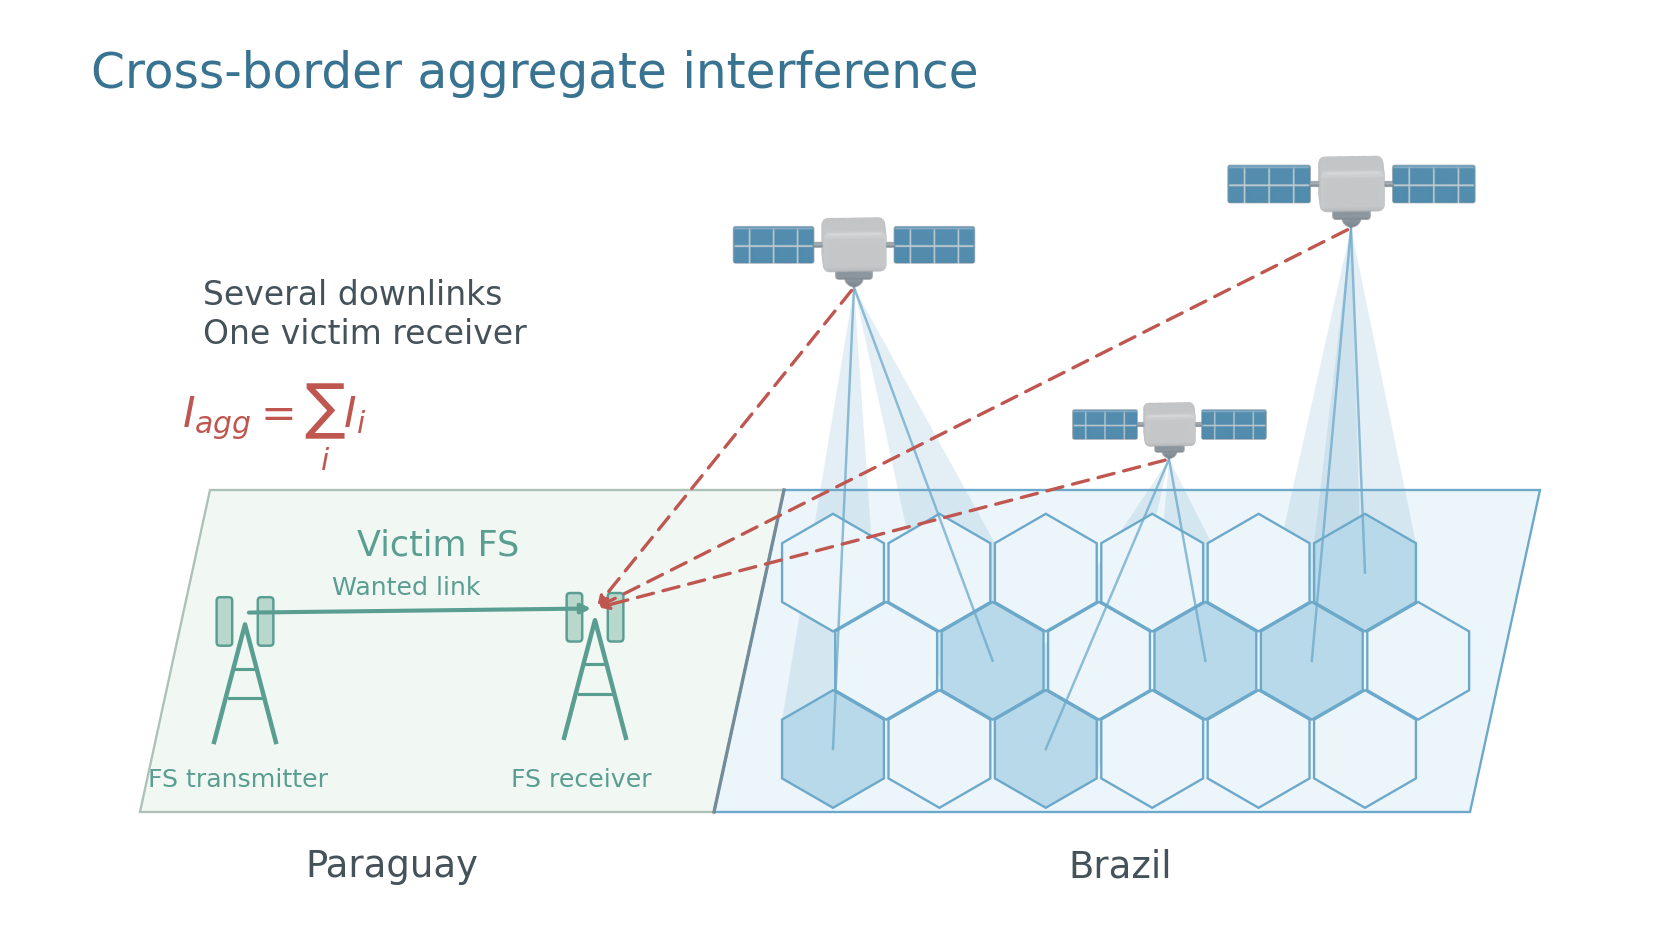 Cross-border aggregate interference
Several downlinks
One victim receiver
I_agg = ∑_i I_i
Victim FS
Wanted link
FS transmitter
FS receiver
Paraguay
Brazil